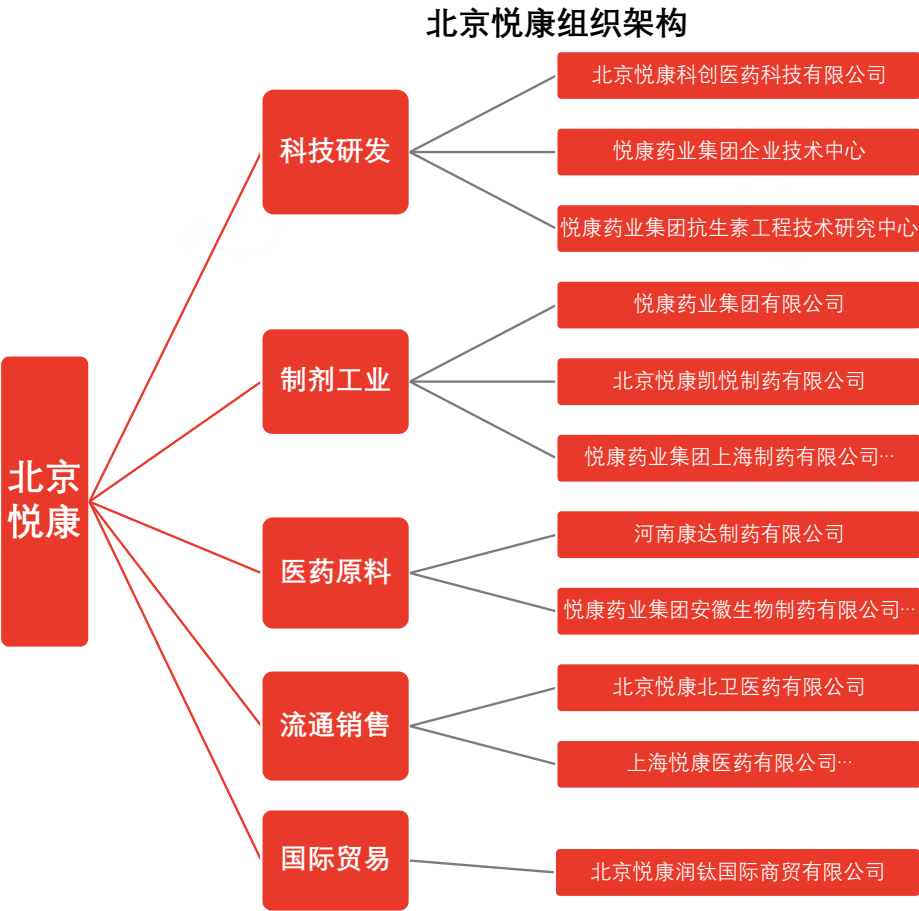 北京悦康组织架构
北京
悦康
科技研发
北京悦康科创医药科技有限公司
悦康药业集团企业技术中心
悦康药业集团抗生素工程技术研究中心
制剂工业
悦康药业集团有限公司
北京悦康凯悦制药有限公司
悦康药业集团上海制药有限公司…
医药原料
河南康达制药有限公司
悦康药业集团安徽生物制药有限公司…
流通销售
北京悦康北卫医药有限公司
上海悦康医药有限公司…
国际贸易
北京悦康润钛国际商贸有限公司